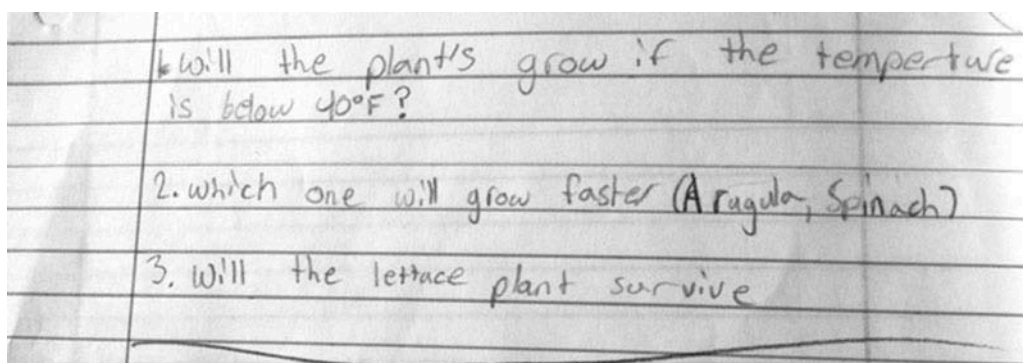 1. will the plant's grow if the temperture
is below 40°F?
2. which one will grow faster (Arugula, Spinach)
3. will the lettace plant survive